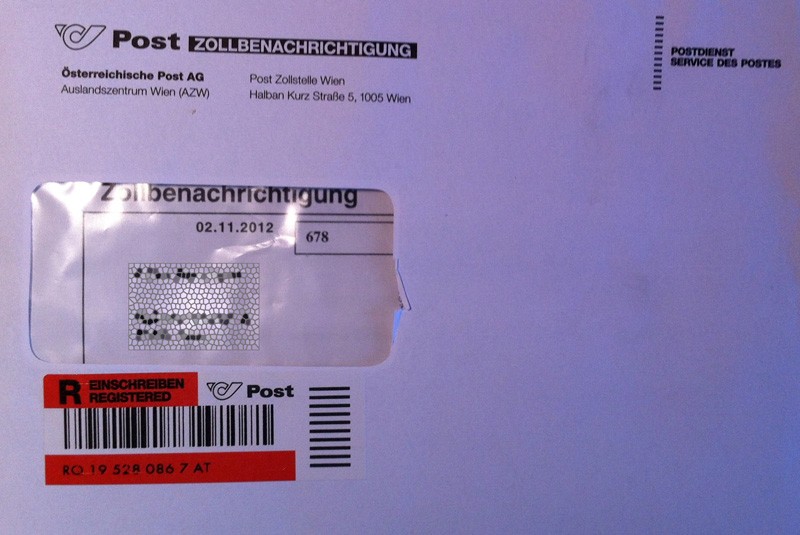 Post ZOLLBENACHRICHTIGUNG
Österreichische Post AG
Auslandszentrum Wien (AZW)
Post Zollstelle Wien
Halban Kurz Straße 5, 1005 Wien
POSTDIENST
SERVICE DES POSTES
Zollbenachrichtigung
02.11.2012
678
R EINSCHREIBEN
REGISTERED
Post
RO 19 528 086 7 AT